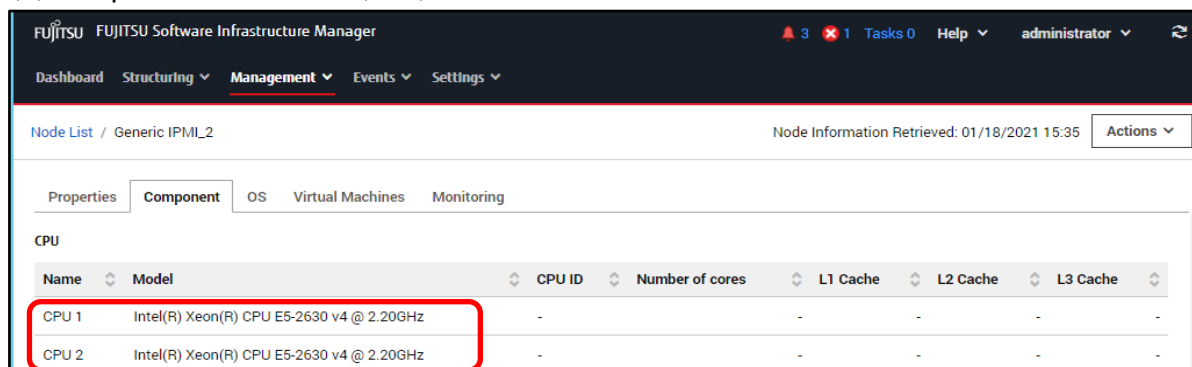 FUJITSU FUJITSU Software Infrastructure Manager 3 1 Tasks 0 Help administrator
Dashboard Structuring Management Events Settings
Node List / Generic IPMI_2 Node Information Retrieved: 01/18/2021 15:35 Actions
Properties Component OS Virtual Machines Monitoring
CPU
Name Model CPU ID Number of cores L1 Cache L2 Cache L3 Cache
CPU 1 Intel(R) Xeon(R) CPU E5-2630 v4 @ 2.20GHz - - - - -
CPU 2 Intel(R) Xeon(R) CPU E5-2630 v4 @ 2.20GHz - - - - -